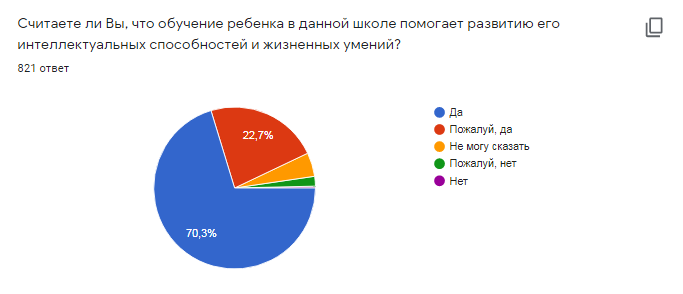 Считаете ли Вы, что обучение ребенка в данной школе помогает развитию его
интеллектуальных способностей и жизненных умений?
821 ответ
22,7%
70,3%
Да
Пожалуй, да
Не могу сказать
Пожалуй, нет
Нет